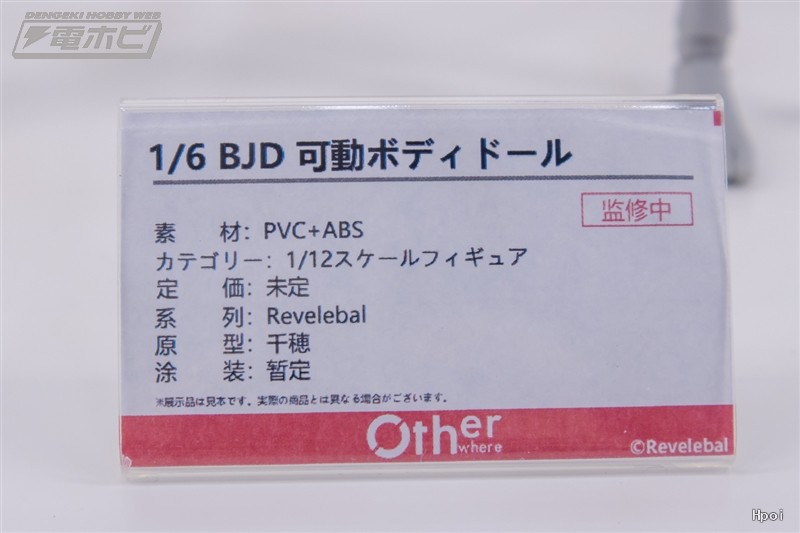 DENGEKI HOBBY WEB
電ホビ
1/6 BJD 可動ボディドール
监修中
素 材: PVC+ABS
カテゴリー: 1/12スケールフィギュア
定 価: 未定
系 列: Revelebal
原 型: 千穂
涂 装: 暂定
※展示品は見本です。実際の商品とは異なる場合がございます。
Other
where
©Revelebal
Hpoi